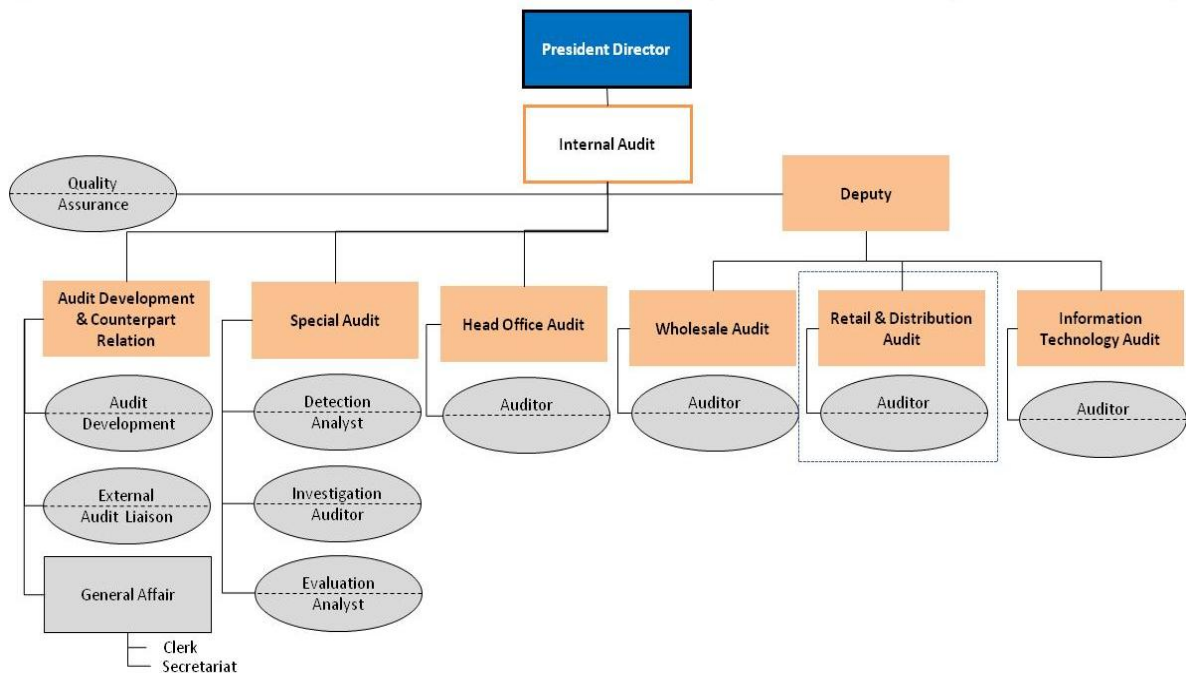 President Director
Internal Audit
Quality
Assurance
Deputy
Audit Development
& Counterpart
Relation
Special Audit
Head Office Audit
Wholesale Audit
Retail & Distribution
Audit
Information
Technology Audit
Audit
Development
Detection
Analyst
Auditor
Auditor
Auditor
Auditor
External
Audit Liaison
Investigation
Auditor
General Affair
Evaluation
Analyst
Clerk
Secretariat